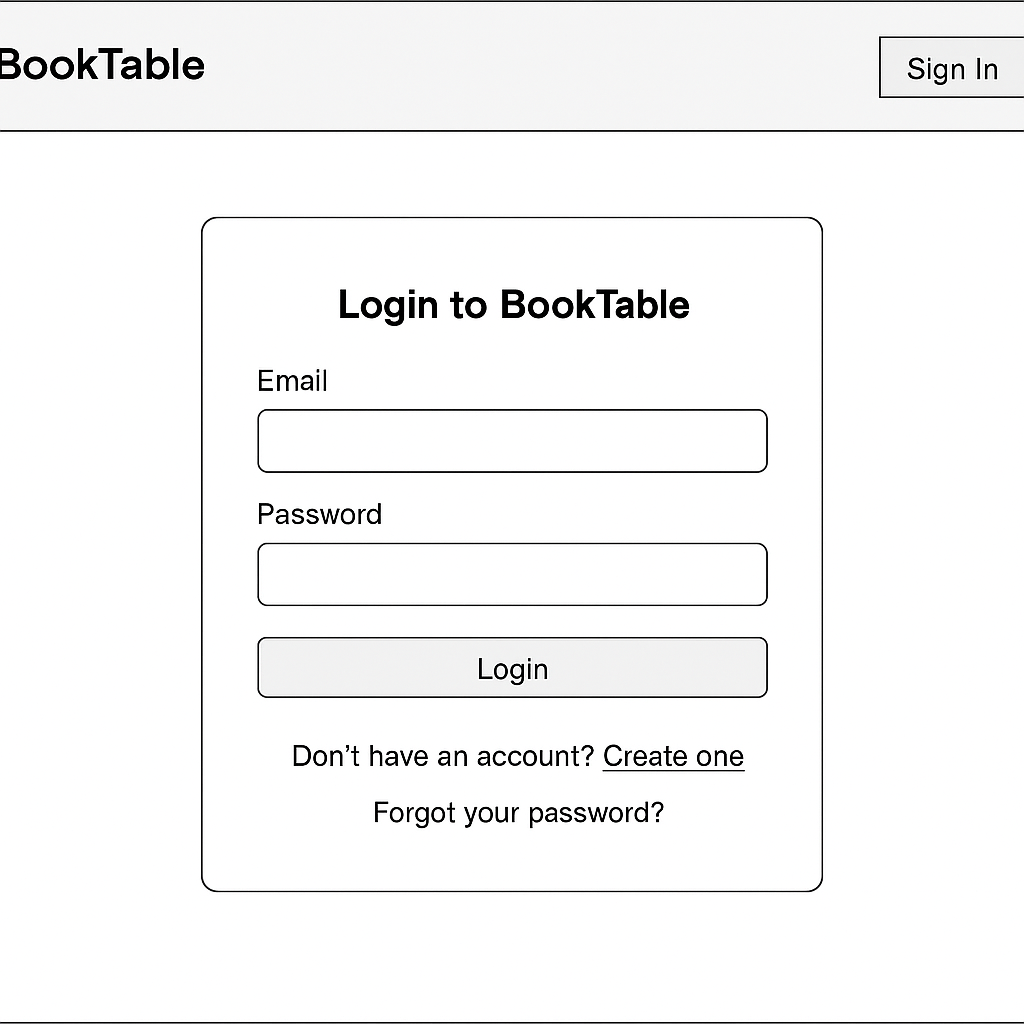 BookTable
Sign In
Login to BookTable
Email
Password
Login
Don’t have an account? Create one
Forgot your password?